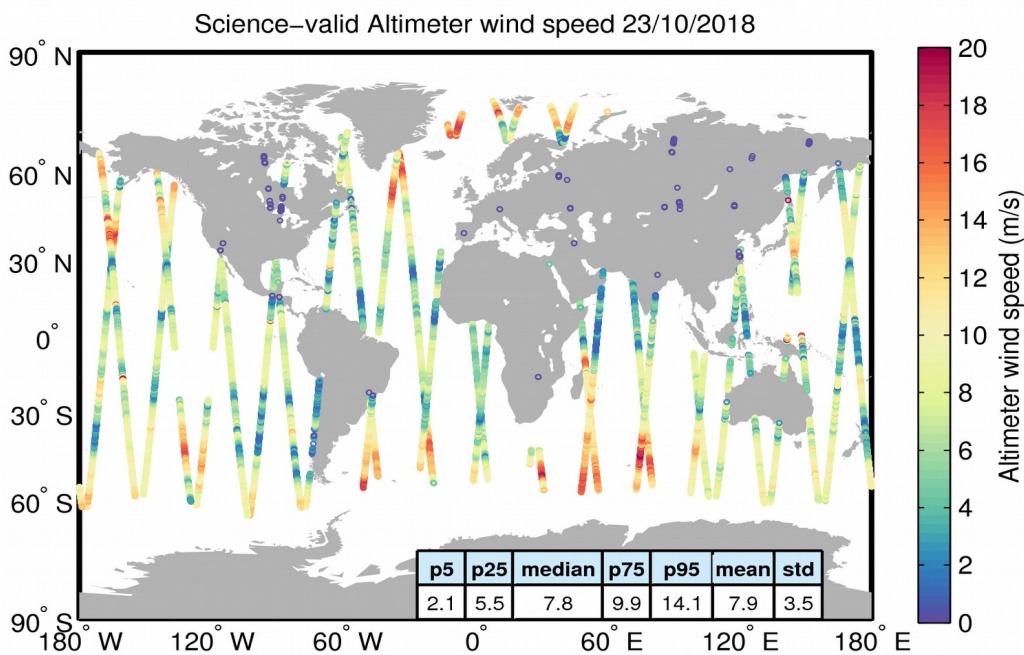 Science-valid Altimeter wind speed 23/10/2018
90° N
60° N
30° N
0°
30° S
60° S
90° S
180° W
120° W
60° W
0°
60° E
120° E
180° E
p5 p25 median p75 p95 mean std
2.1 5.5 7.8 9.9 14.1 7.9 3.5
20
18
16
14
12
10
8
6
4
2
0
Altimeter wind speed (m/s)